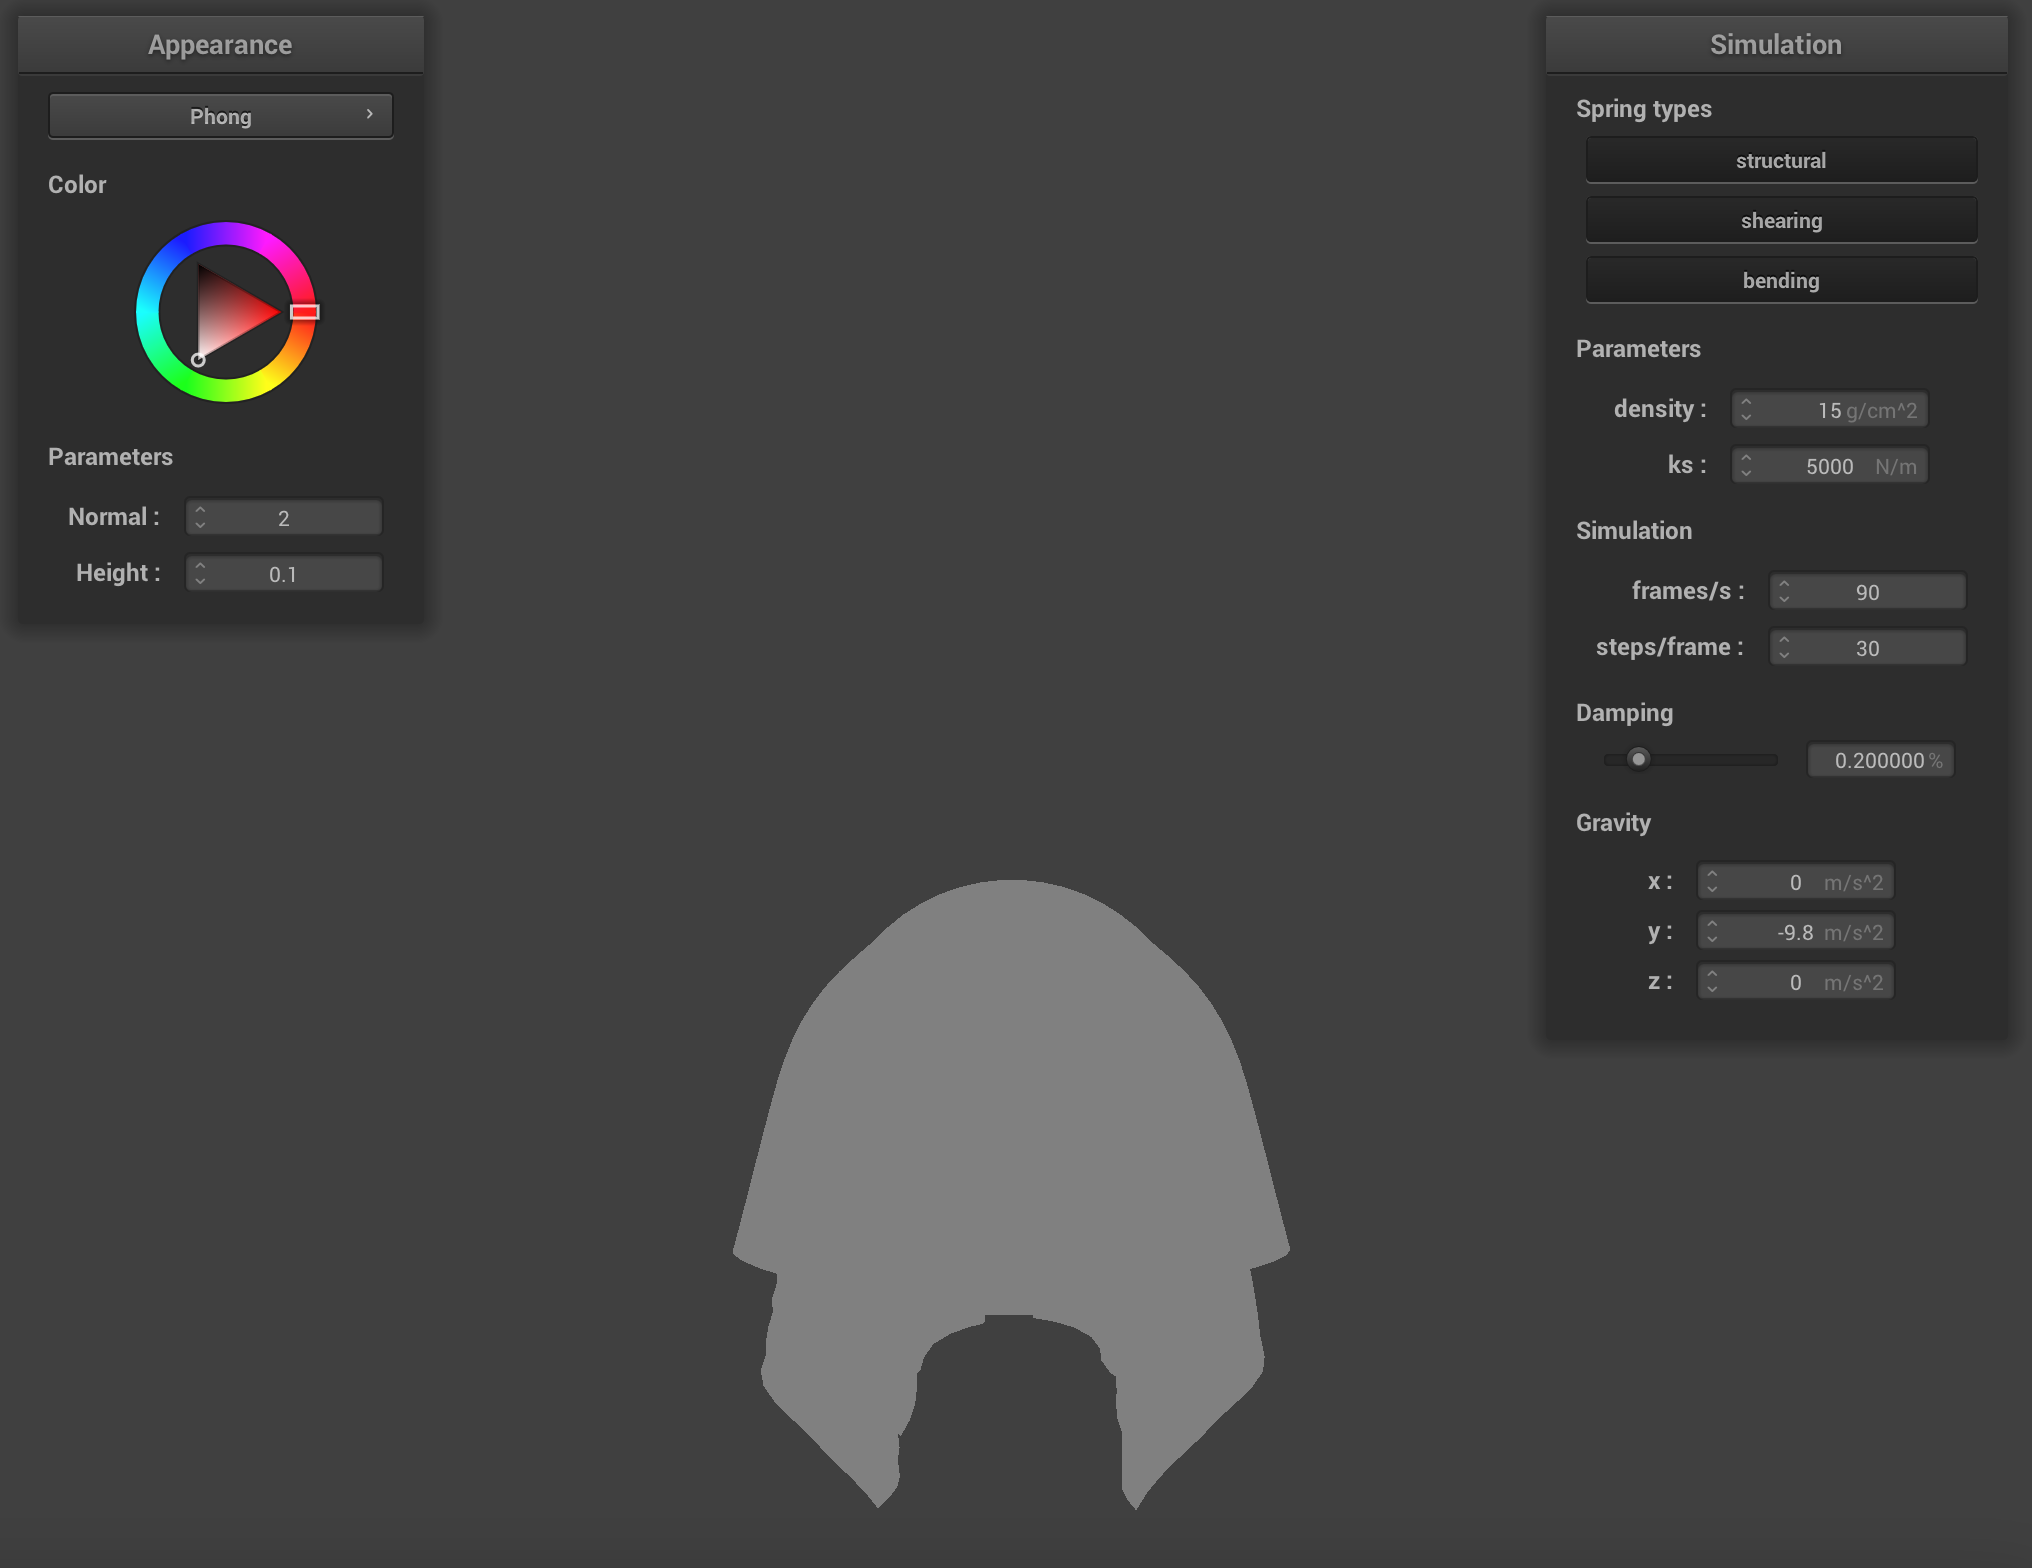 Appearance
Phong
Color
Parameters
Normal : 2
Height : 0.1
Simulation
Spring types
structural
shearing
bending
Parameters
density : 15 g/cm^2
ks : 5000 N/m
Simulation
frames/s : 90
steps/frame : 30
Damping
0.200000 %
Gravity
x : 0 m/s^2
y : -9.8 m/s^2
z : 0 m/s^2